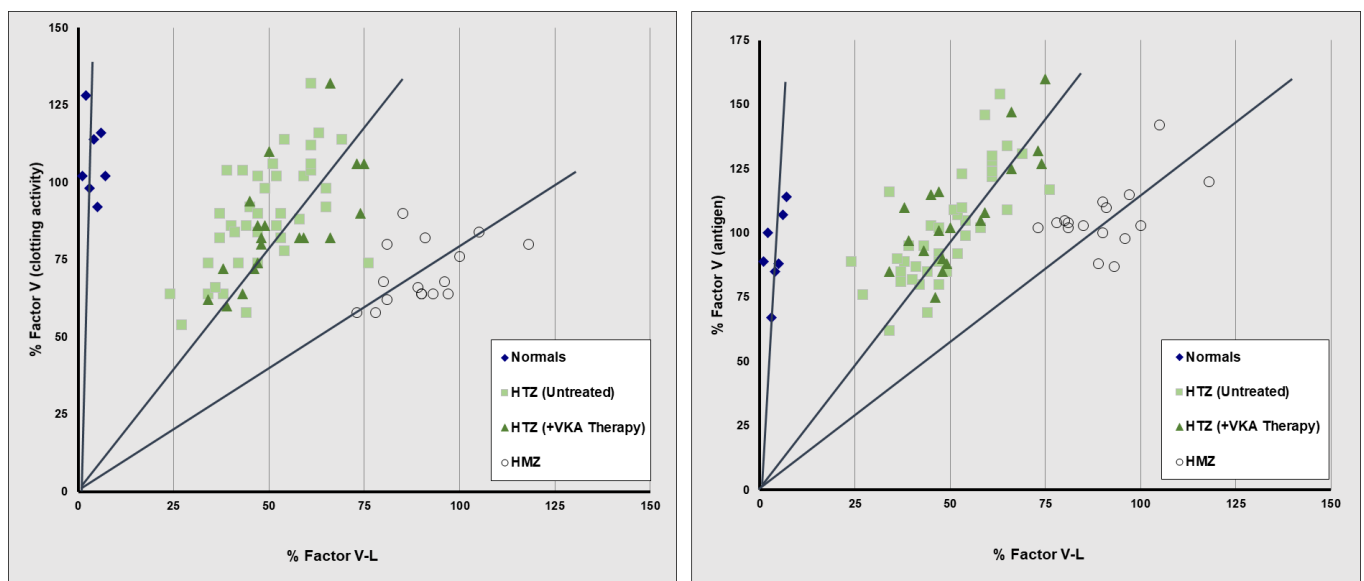 150
125
100
75
50
25
0
% Factor V (clotting activity)
0 25 50 75 100 125 150
% Factor V-L
Normals
HTZ (Untreated)
HTZ (+VKA Therapy)
HMZ
175
150
125
100
75
50
25
0
% Factor V (antigen)
0 25 50 75 100 125 150
% Factor V-L
Normals
HTZ (Untreated)
HTZ (+VKA Therapy)
HMZ